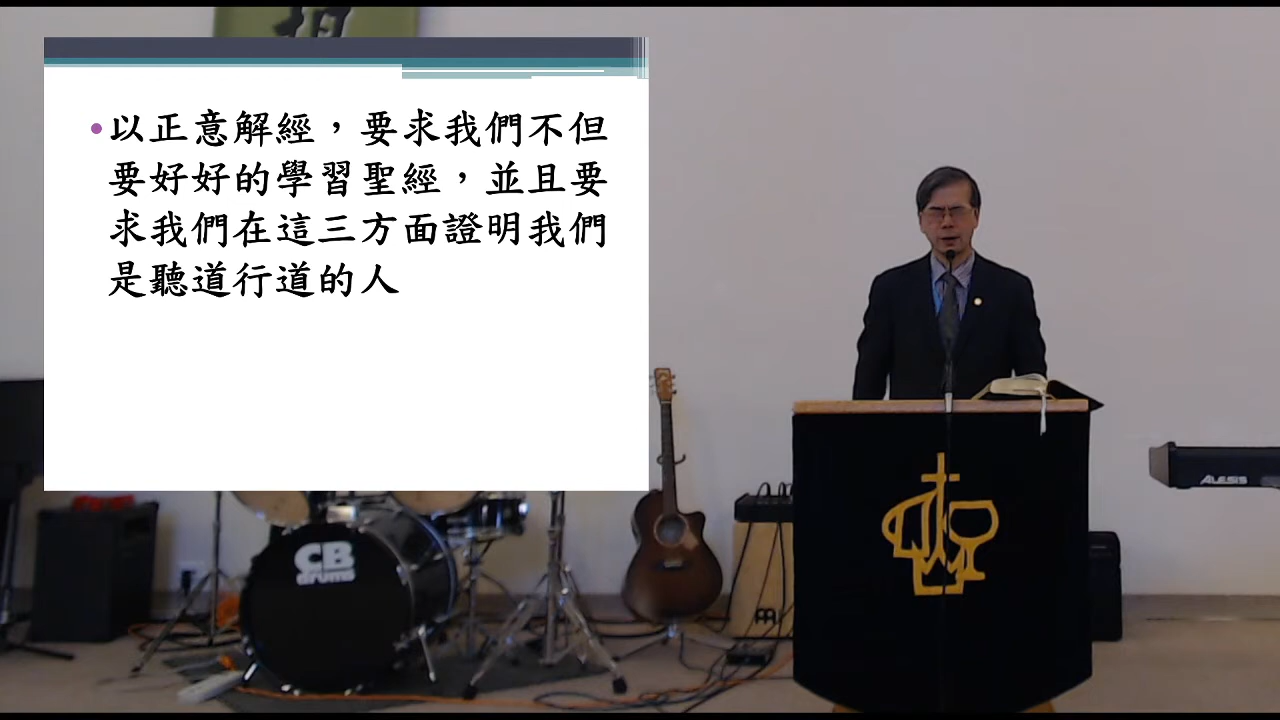 以正意解經，要求我們不但
要好好的學習聖經，並且要
求我們在這三方面證明我們
是聽道行道的人
CB
drums
ALESIS